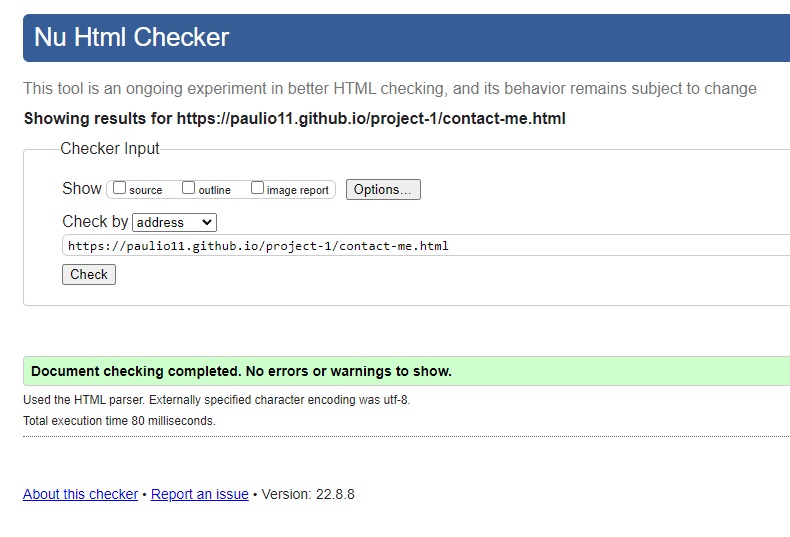 Nu Html Checker
This tool is an ongoing experiment in better HTML checking, and its behavior remains subject to change
Showing results for https://paulio11.github.io/project-1/contact-me.html
Checker Input
Show source outline image report Options...
Check by address
https://paulio11.github.io/project-1/contact-me.html
Check
Document checking completed. No errors or warnings to show.
Used the HTML parser. Externally specified character encoding was utf-8.
Total execution time 80 milliseconds.
About this checker • Report an issue • Version: 22.8.8